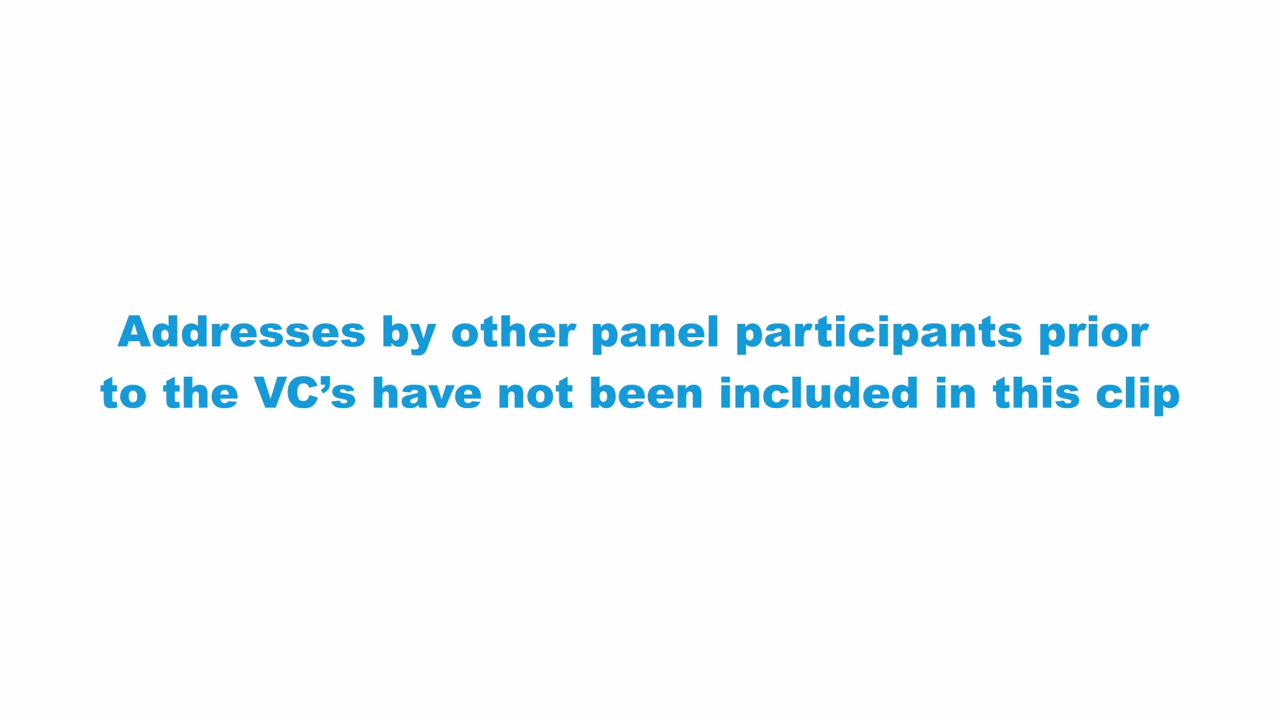 Addresses by other panel participants prior
to the VC’s have not been included in this clip